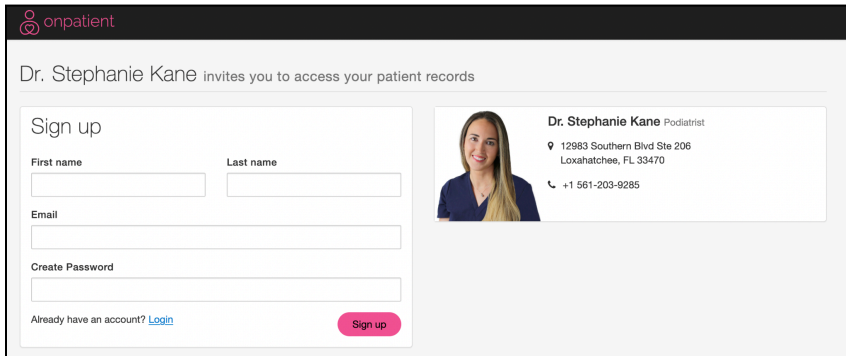 onpatient
Dr. Stephanie Kane invites you to access your patient records
Sign up
First name
Last name
Email
Create Password
Already have an account? Login
Sign up
Dr. Stephanie Kane Podiatrist
12983 Southern Blvd Ste 206
Loxahatchee, FL 33470
+1 561-203-9285